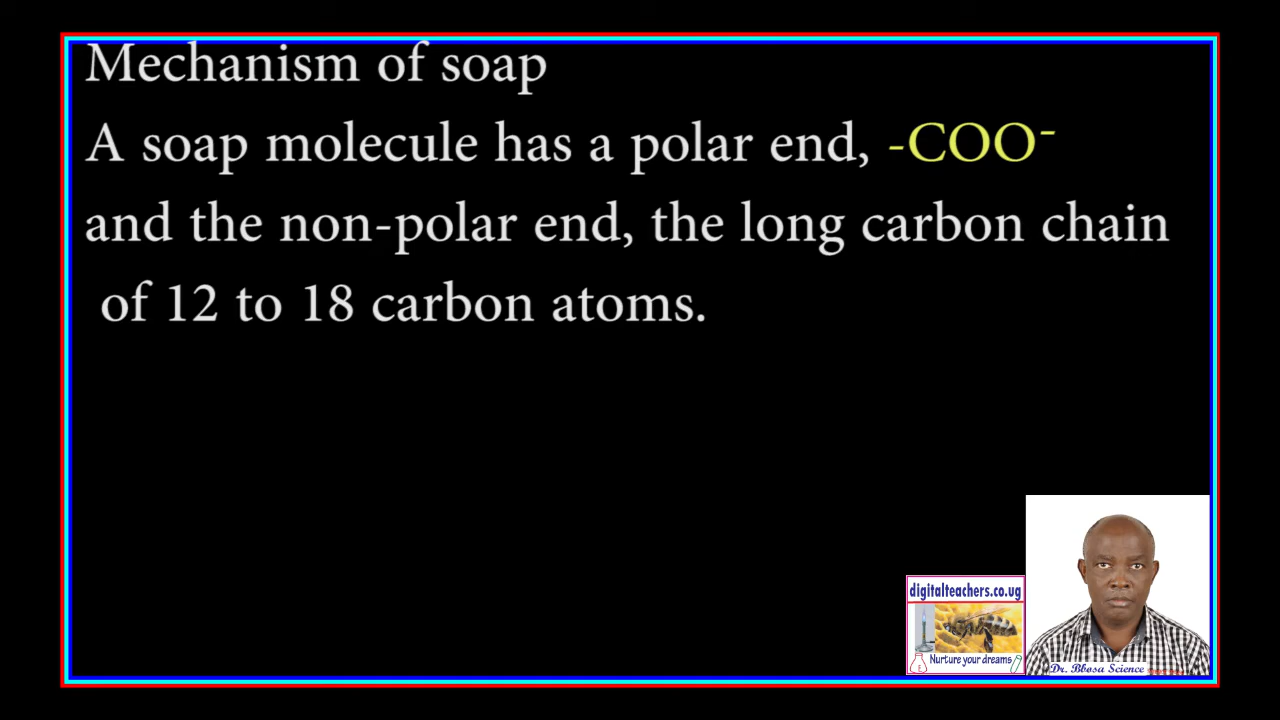 Mechanism of soap
A soap molecule has a polar end, -COO⁻
and the non-polar end, the long carbon chain
of 12 to 18 carbon atoms.
digitalteachers.co.ug
Nurture your dreams
Dr. Bbosa Science